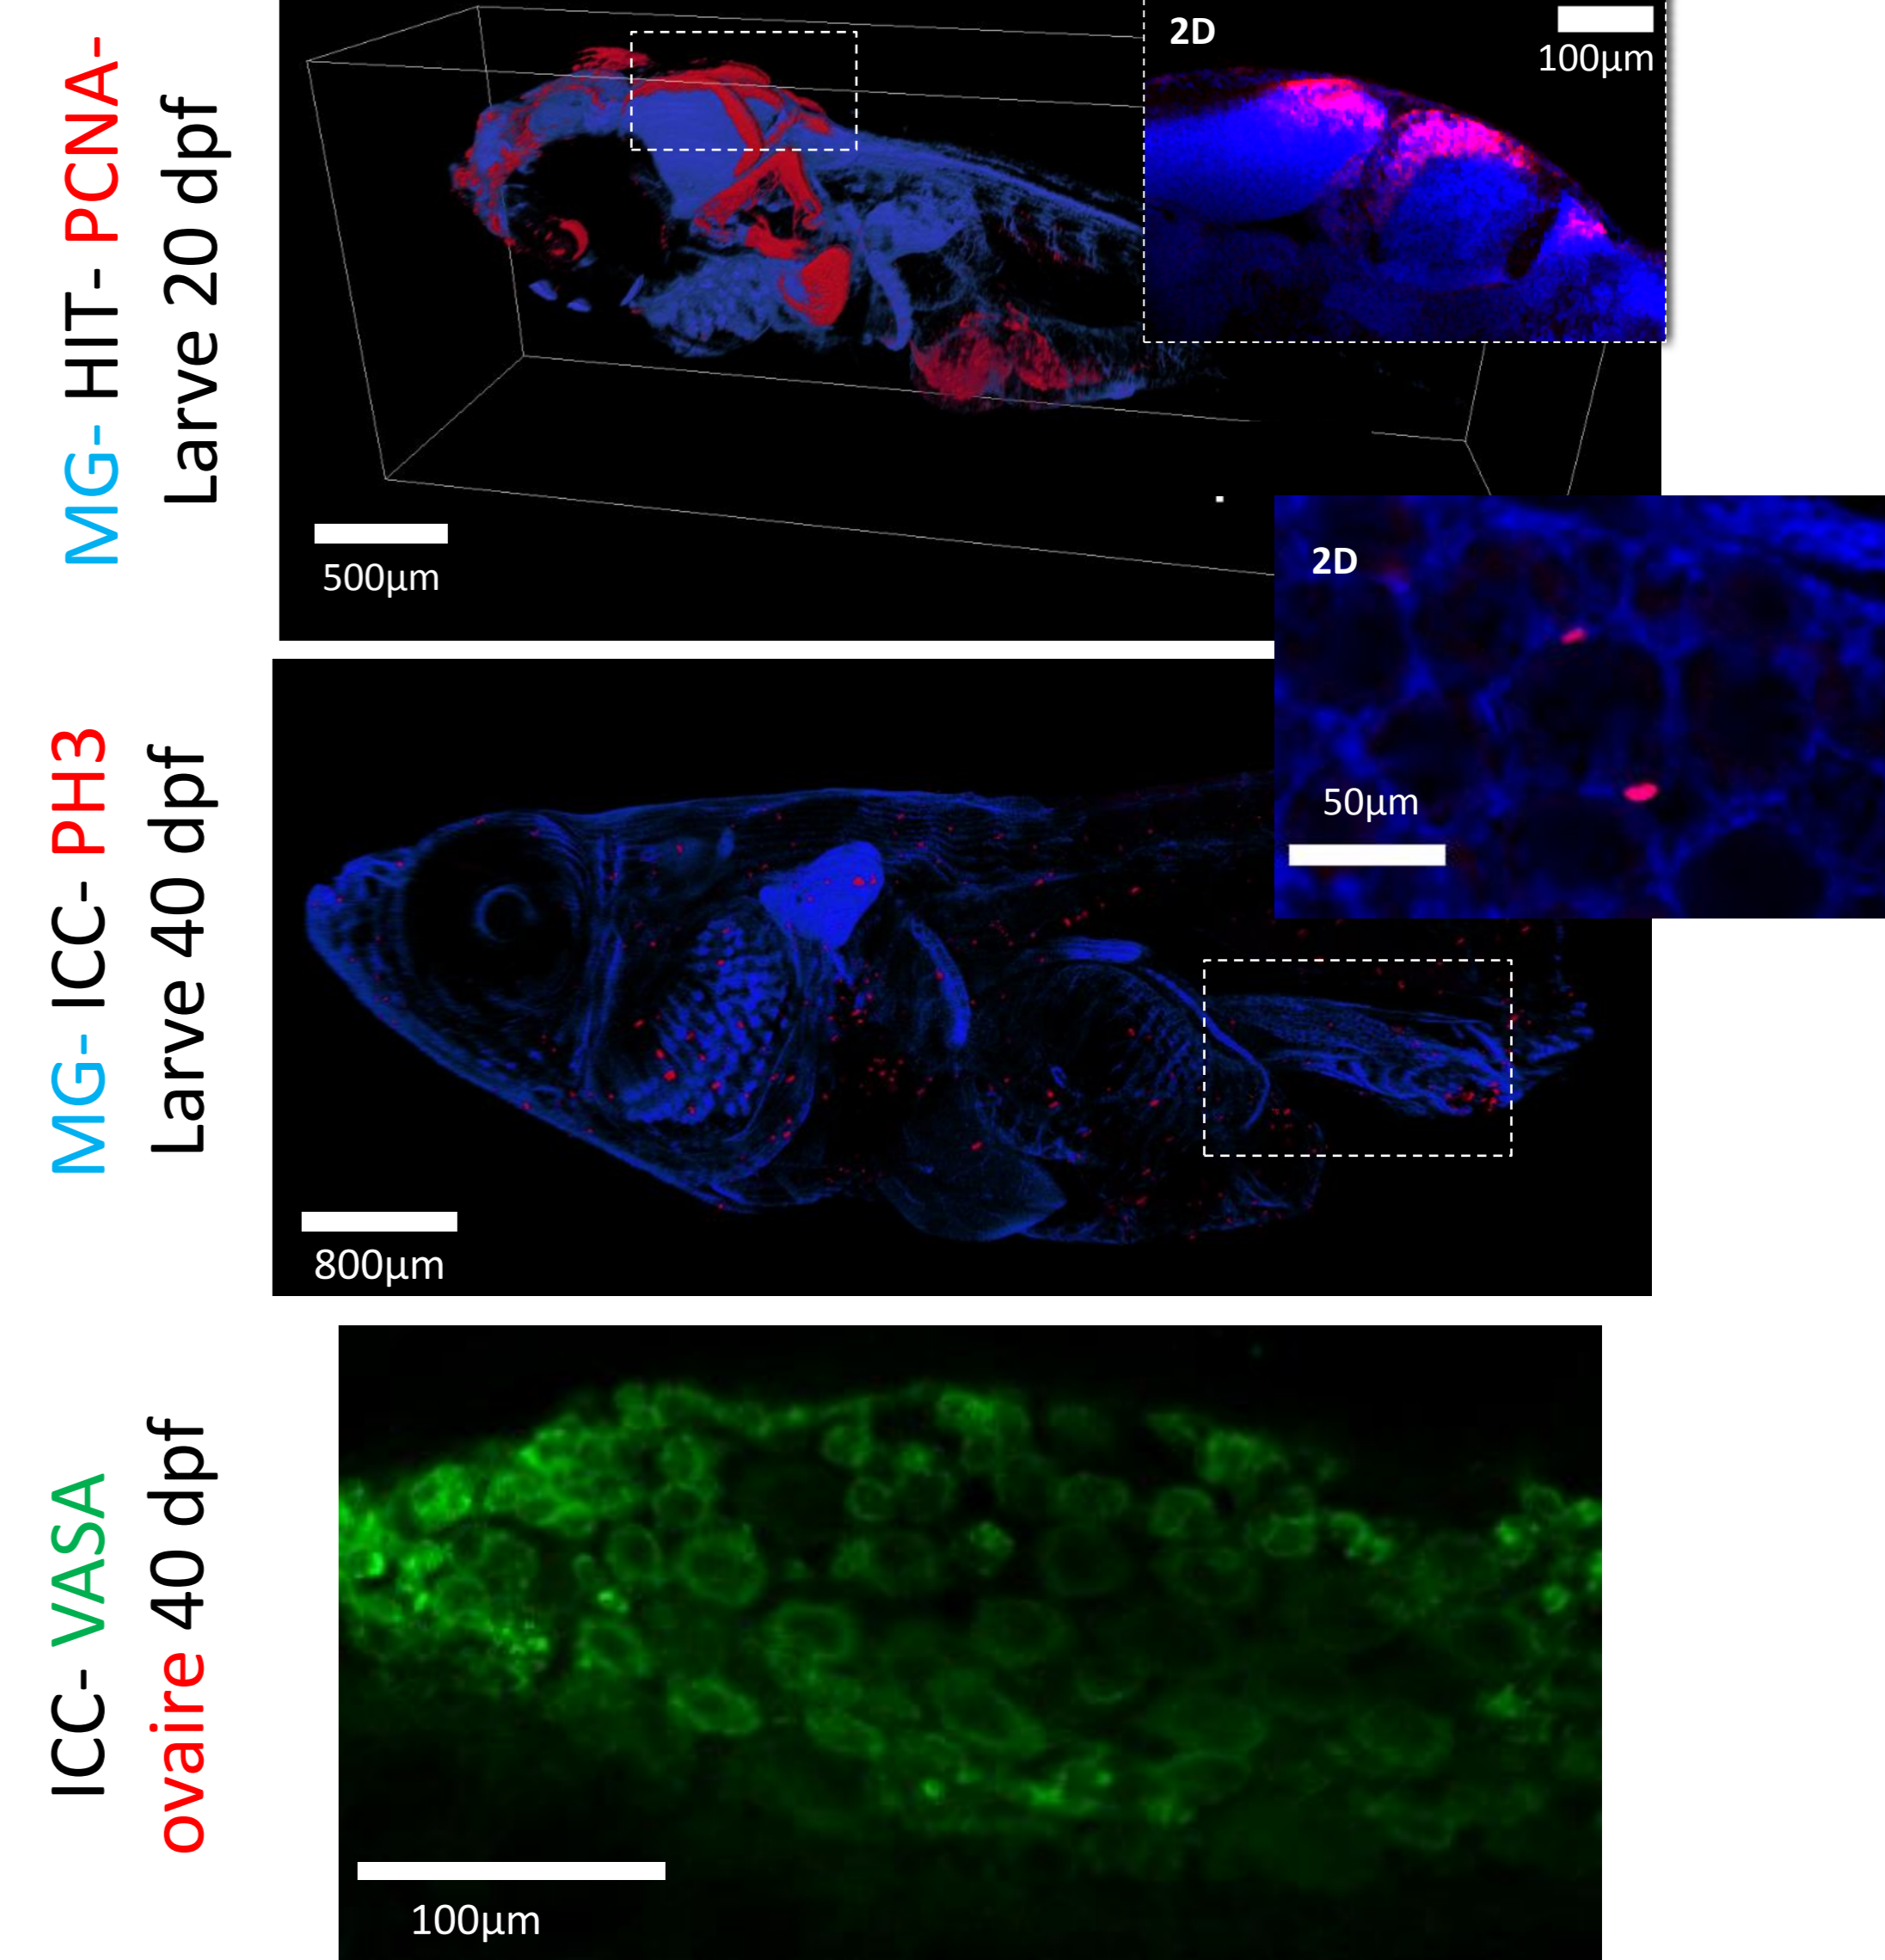 MG- HIT- PCNA-
Larve 20 dpf
2D
100µm
500µm
MG- ICC- PH3
Larve 40 dpf
2D
50µm
800µm
ICC- VASA
ovaire 40 dpf
100µm